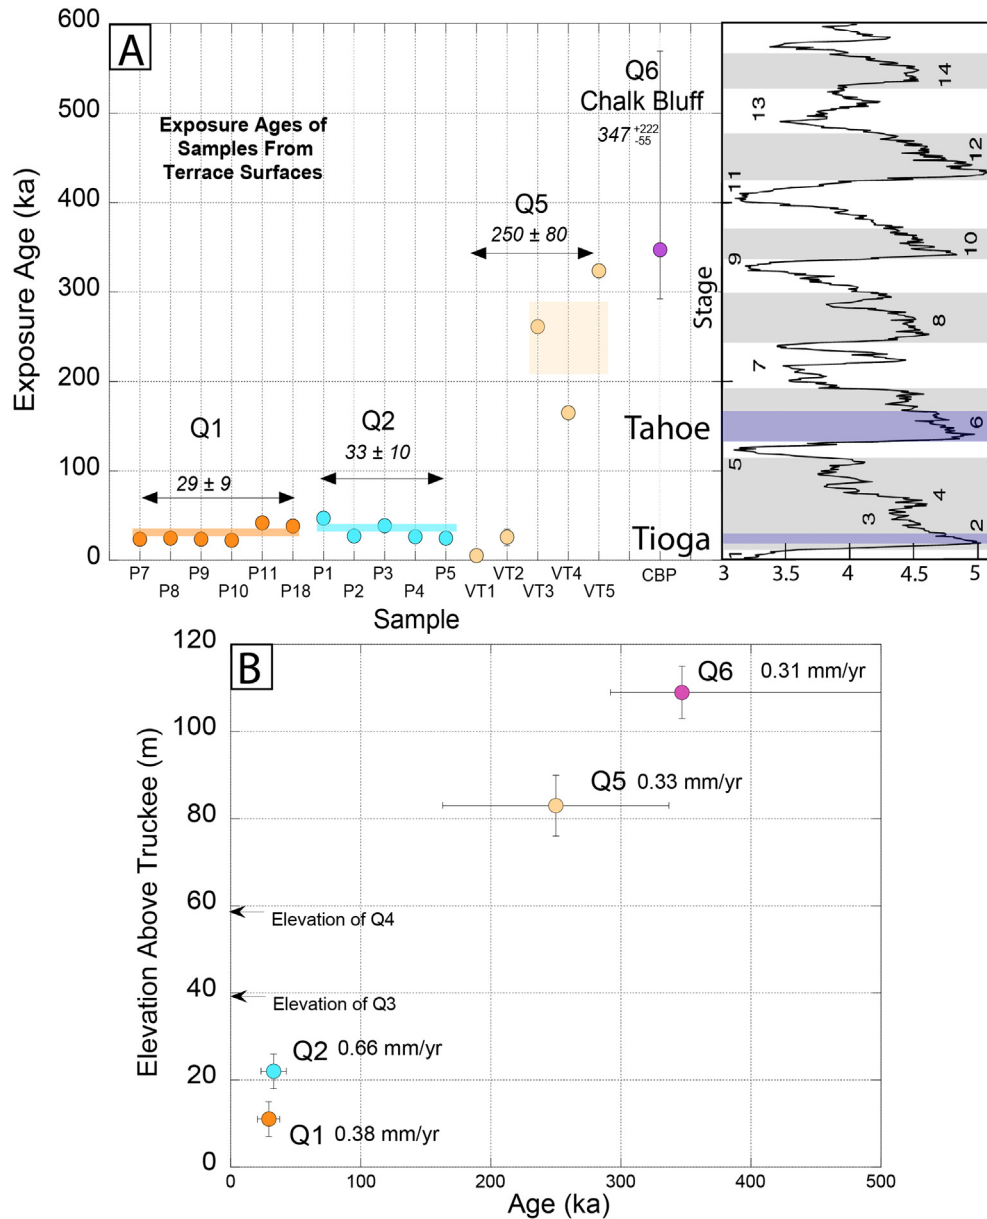 A
600
500
400
300
200
100
0
Exposure Age (ka)
Exposure Ages of
Samples From
Terrace Surfaces
Q6
Chalk Bluff
347 +222 -55
Q5
250 ± 80
Q1
29 ± 9
Q2
33 ± 10
Tahoe
Tioga
Stage
14
13
12
11
10
9
8
7
6
5
4
3
2
1
P7 P9 P11 P1 P3 P5 VT2 VT4 CBP
P8 P10 P18 P2 P4 VT1 VT3 VT5
3 3.5 4 4.5 5
Sample
B
120
100
80
60
40
20
0
Elevation Above Truckee (m)
Q6 0.31 mm/yr
Q5 0.33 mm/yr
Elevation of Q4
Elevation of Q3
Q2 0.66 mm/yr
Q1 0.38 mm/yr
0 100 200 300 400 500
Age (ka)